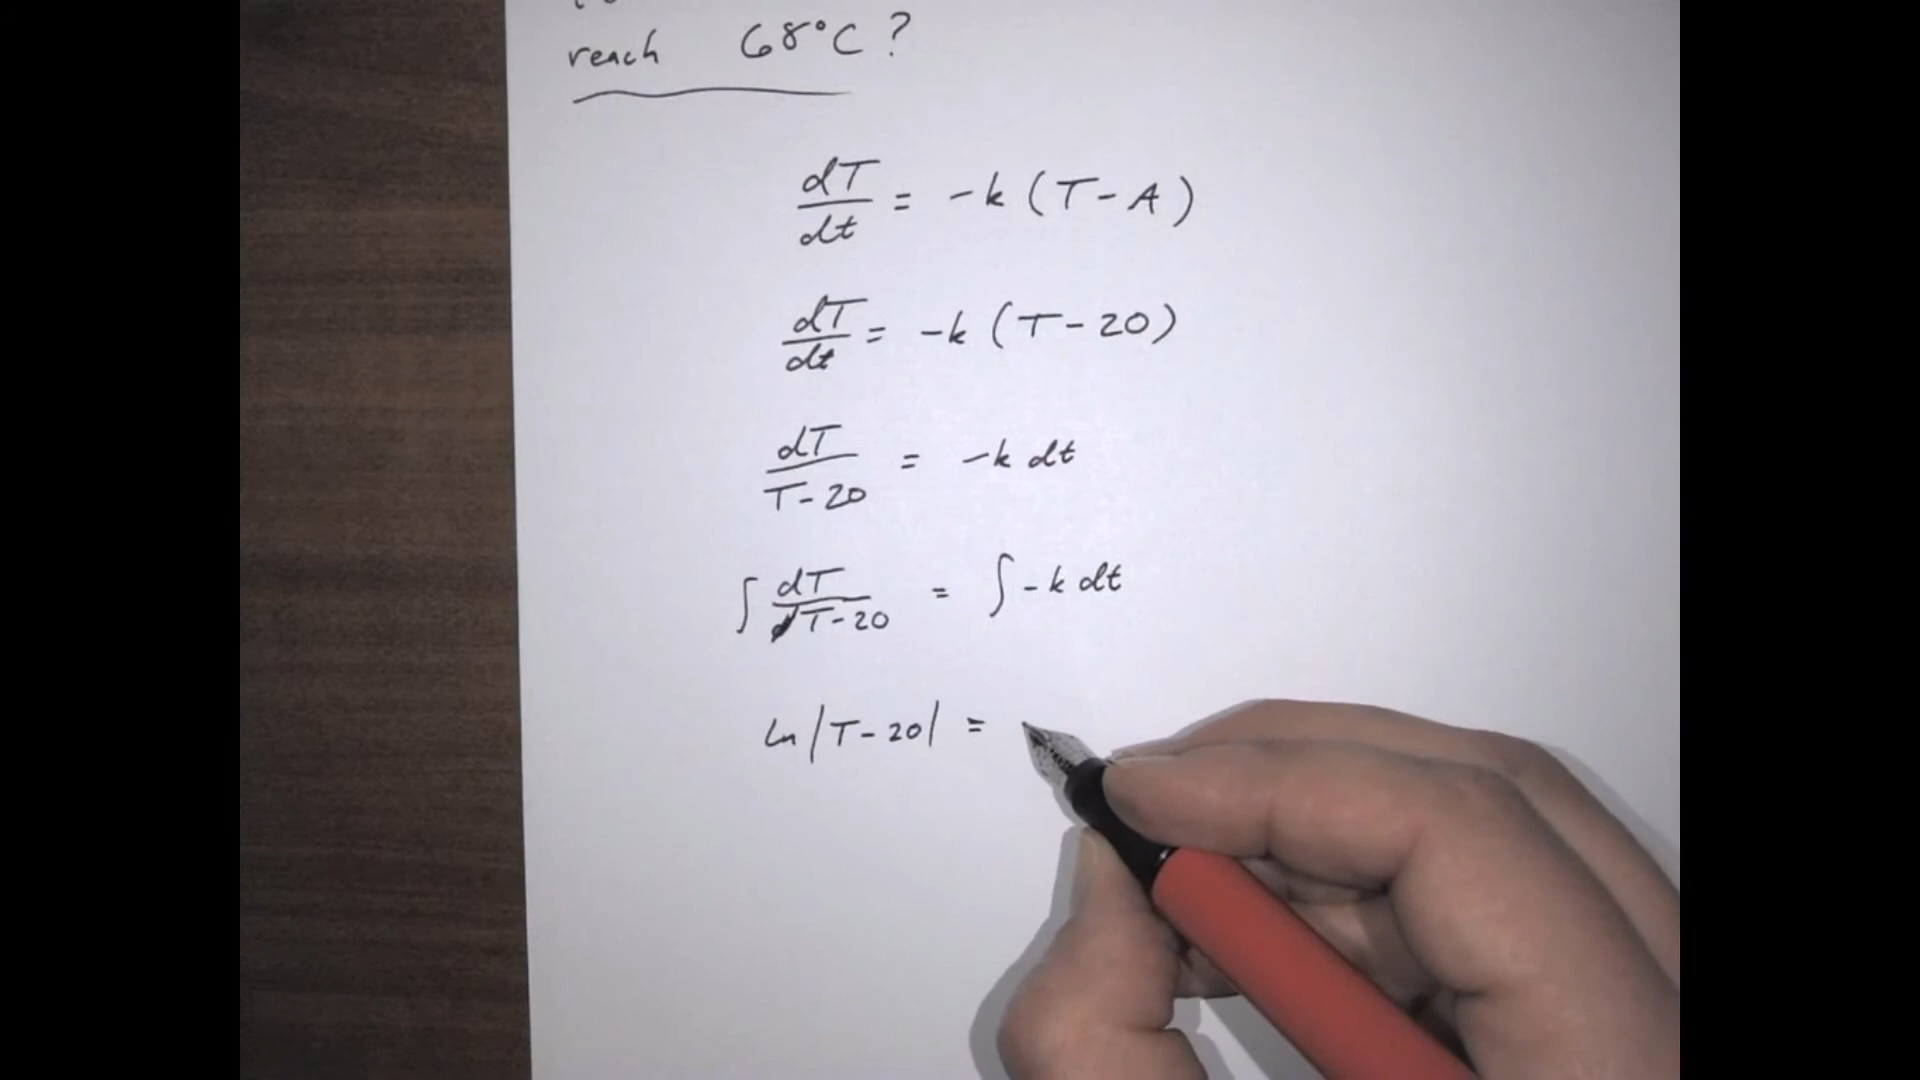 reach 68°C?
dT/dt = -k (T-A)
dT/dt = -k (T-20)
dT/T-20 = -k dt
∫ dT/T-20 = ∫ -k dt
ln|T-20| =